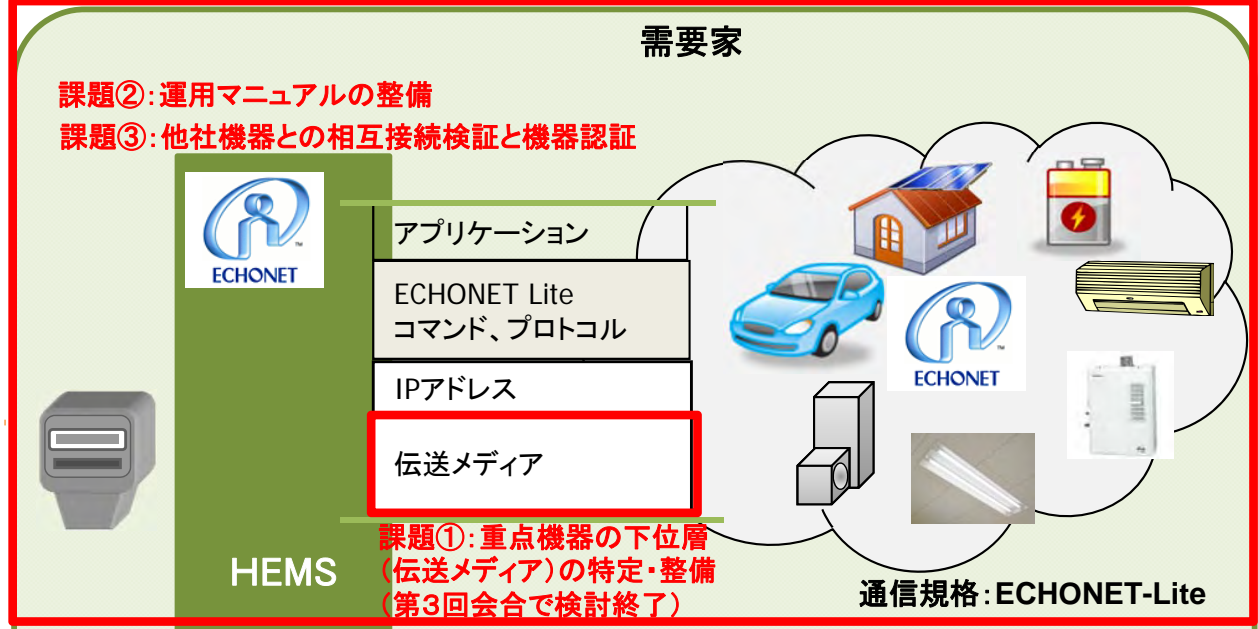 需要家
課題②:運用マニュアルの整備
課題③:他社機器との相互接続検証と機器認証
ECHONET
アプリケーション
ECHONET Lite
コマンド、プロトコル
IPアドレス
伝送メディア
ECHONET
HEMS
課題①:重点機器の下位層
(伝送メディア)の特定・整備
(第3回会合で検討終了)
通信規格:ECHONET-Lite